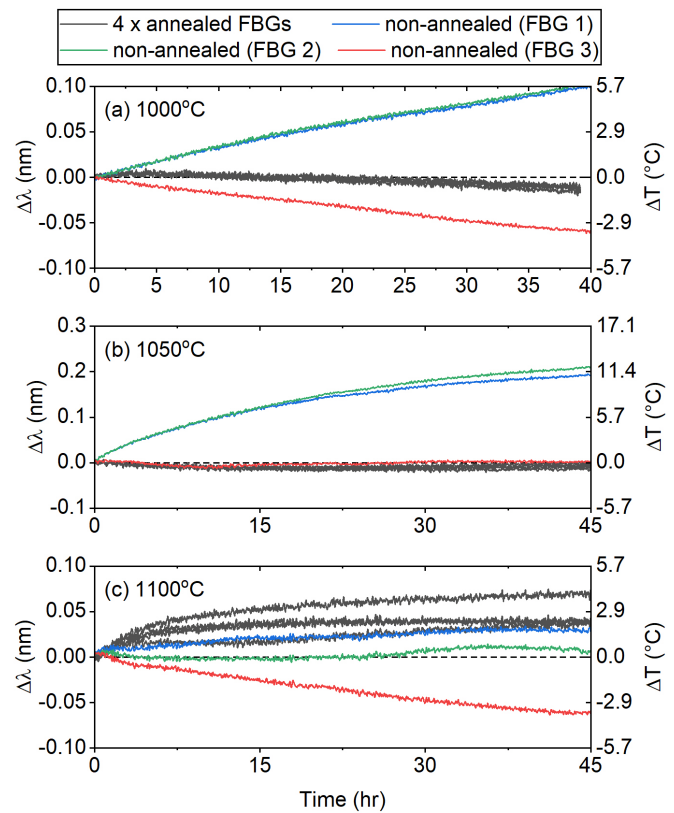 4 x annealed FBGs non-annealed (FBG 1)
non-annealed (FBG 2) non-annealed (FBG 3)
(a) 1000°C
0.10
0.05
0.00
-0.05
-0.10
Δλ (nm)
5.7
2.9
0.0
-2.9
-5.7
ΔT (°C)
0 5 10 15 15 20 25 30 35 40
(b) 1050°C
0.3
0.2
0.1
0.0
-0.1
Δλ (nm)
17.1
11.4
5.7
0.0
-5.7
ΔT (°C)
0 15 30 45
(c) 1100°C
0.10
0.05
0.00
-0.05
-0.10
Δλ (nm)
5.7
2.9
0.0
-2.9
-5.7
ΔT (°C)
0 15 30 45
Time (hr)